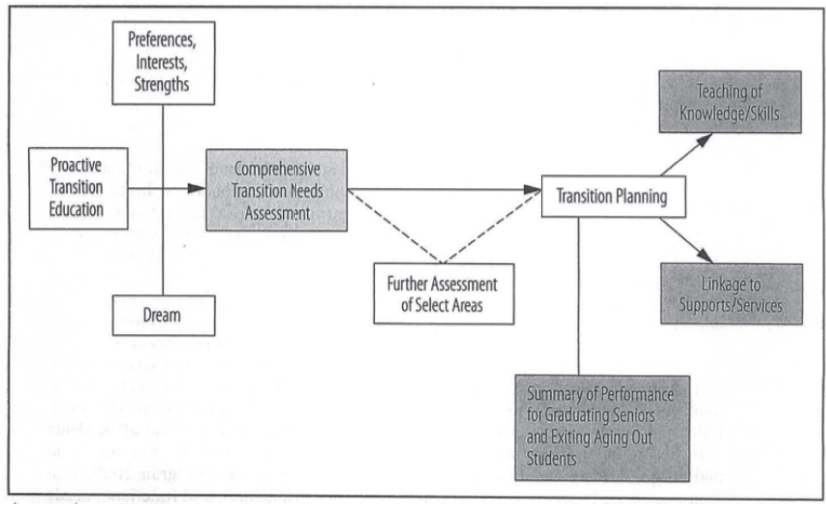 Preferences,
Interests,
Strengths
Proactive
Transition
Education
Dream
Comprehensive
Transition Needs
Assessment
Further Assessment
of Select Areas
Transition Planning
Teaching of
Knowledge/Skills
Linkage to
Supports/Services
Summary of Performance
for Graduating Seniors
and Exiting Aging Out
Students